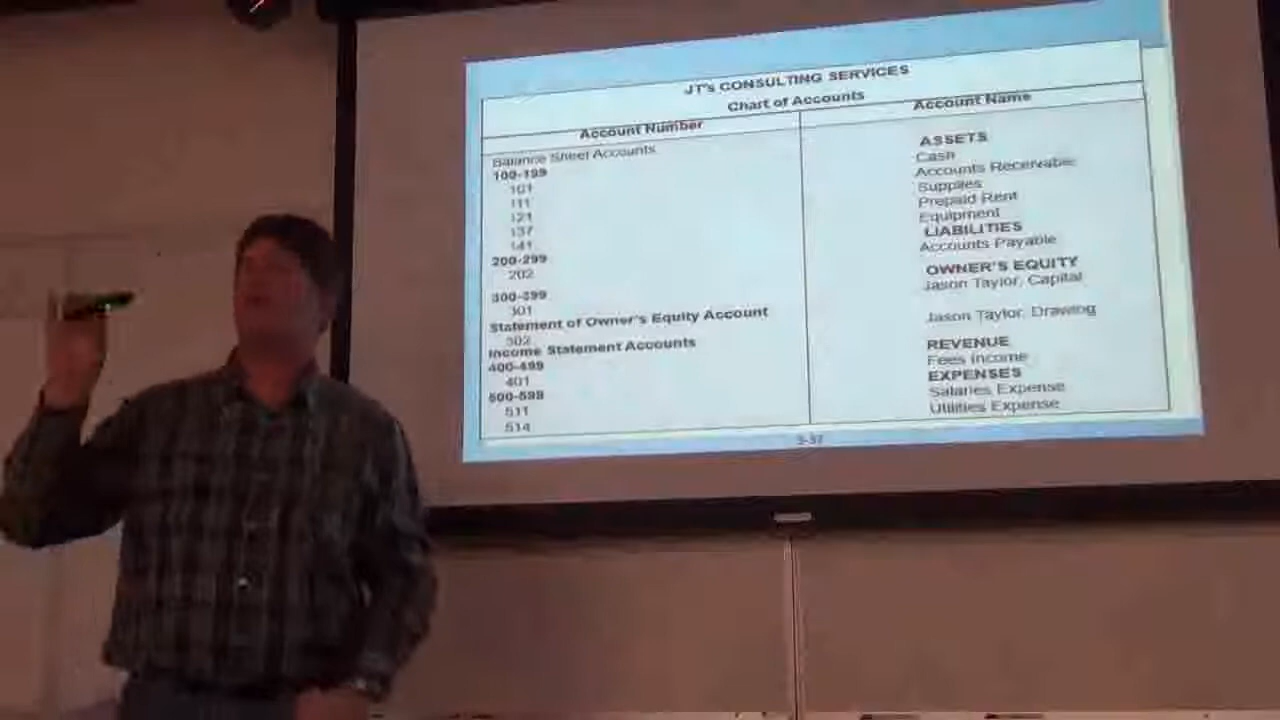 JT's CONSULTING SERVICES
Chart of Accounts
Account Number Account Name
Balance Sheet Accounts
100-199 ASSETS
101 Cash
111 Accounts Receivable
121 Supplies
137 Prepaid Rent
141 Equipment
200-299 LIABILITIES
202 Accounts Payable
300-399 OWNER'S EQUITY
301 Jason Taylor, Capital
Statement of Owner's Equity Account
302 Jason Taylor, Drawing
Income Statement Accounts
400-499 REVENUE
401 Fees Income
500-599 EXPENSES
511 Salaries Expense
514 Utilities Expense
3-37